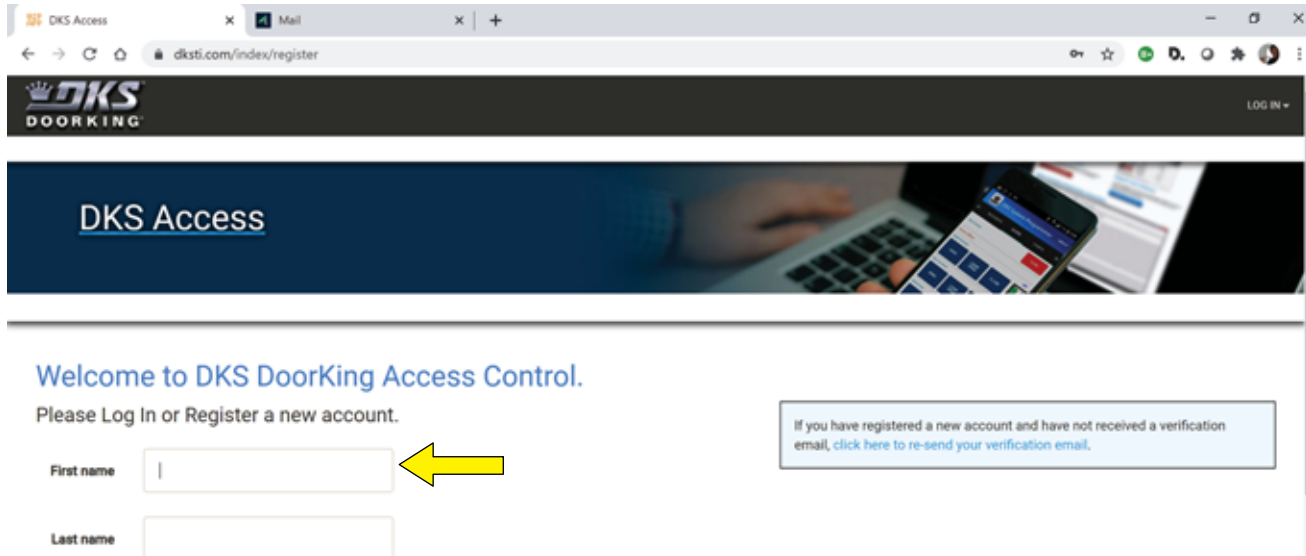 DKS Access
Mail
dksti.com/index/register
DKS
DOORKING
LOG IN
DKS Access
Welcome to DKS DoorKing Access Control.
Please Log In or Register a new account.
If you have registered a new account and have not received a verification
email, click here to re-send your verification email.
First name
Last name